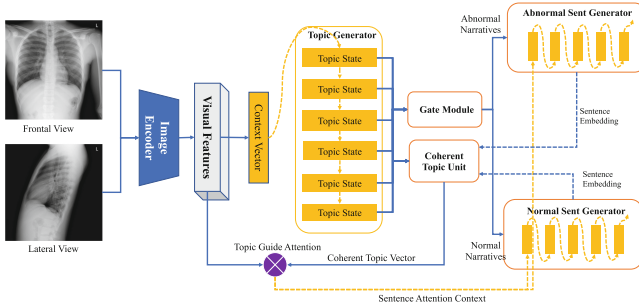 L
Frontal View
L
Lateral View
Image
Encoder
Visual Features
Context Vector
Topic Generator
Topic State
Topic State
Topic State
Topic State
Topic State
Topic State
Gate Module
Coherent
Topic Unit
Abnormal
Narratives
Abnormal Sent Generator
Sentence
Embedding
Sentence
Embedding
Normal Sent Generator
Normal
Narratives
Topic Guide Attention
Coherent Topic Vector
Sentence Attention Context